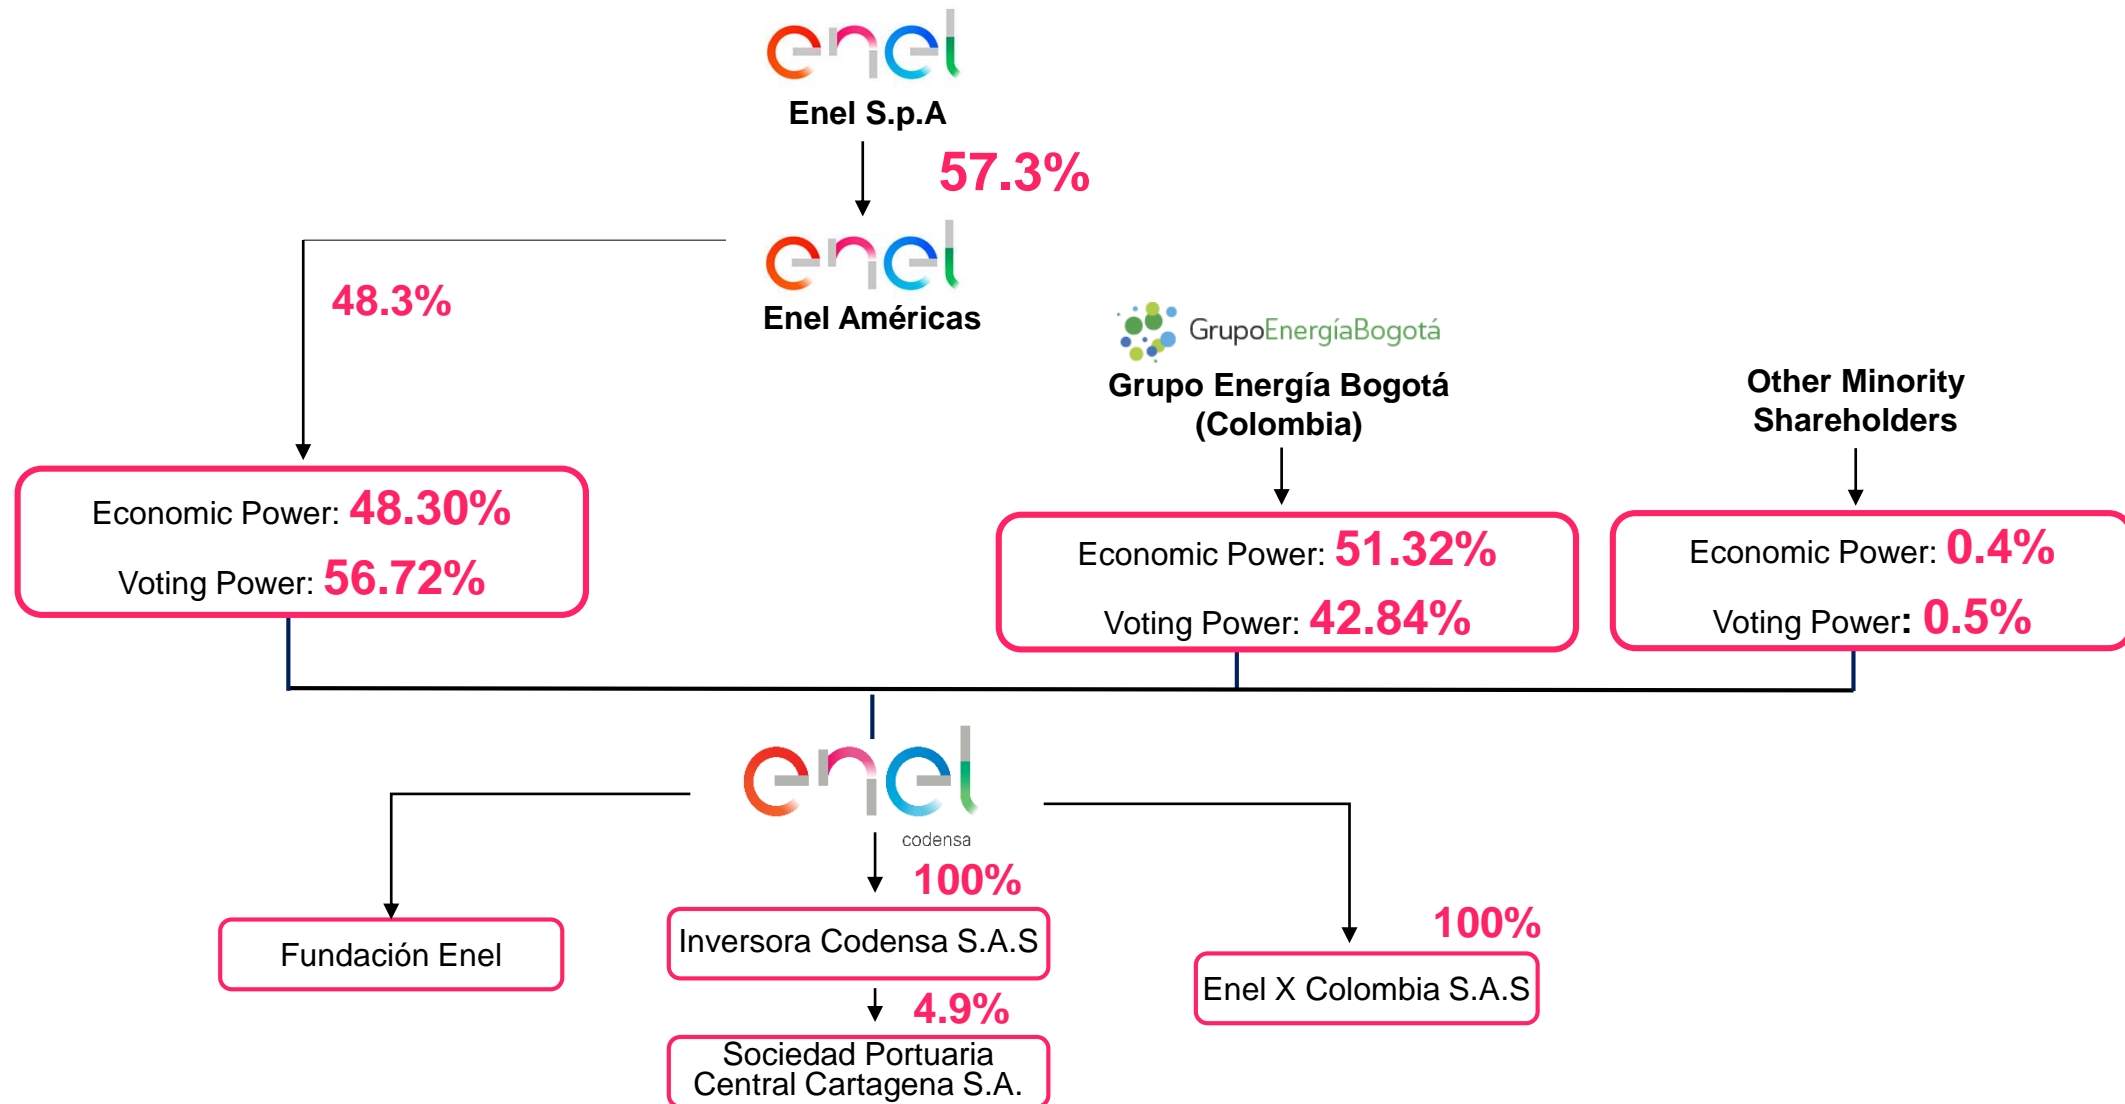 enel
Enel S.p.A
57.3%
enel
Enel Américas
48.3%
GrupoEnergíaBogotá
Grupo Energía Bogotá
(Colombia)
Other Minority
Shareholders
Economic Power: 48.30%
Voting Power: 56.72%
Economic Power: 51.32%
Voting Power: 42.84%
Economic Power: 0.4%
Voting Power: 0.5%
enel
codensa
100%
Fundación Enel
Inversora Codensa S.A.S
100%
Enel X Colombia S.A.S
4.9%
Sociedad Portuaria
Central Cartagena S.A.